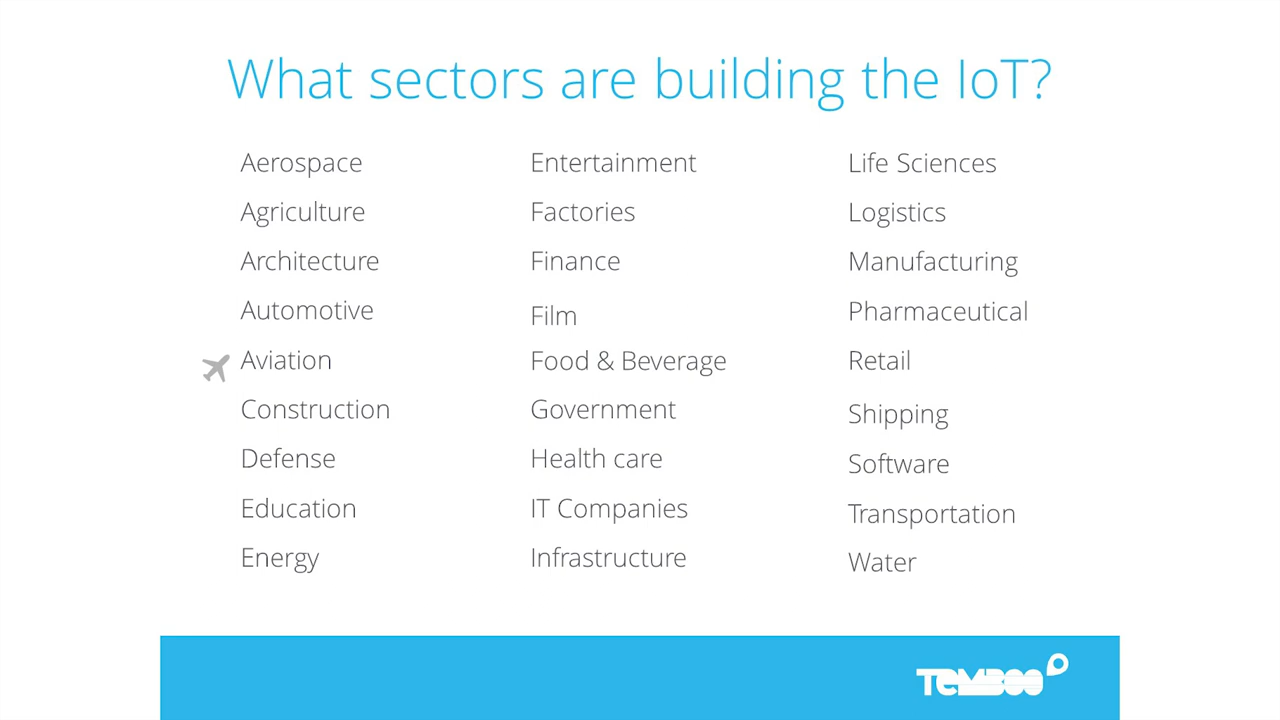 What sectors are building the IoT?
Aerospace
Agriculture
Architecture
Automotive
Aviation
Construction
Defense
Education
Energy
Entertainment
Factories
Finance
Film
Food & Beverage
Government
Health care
IT Companies
Infrastructure
Life Sciences
Logistics
Manufacturing
Pharmaceutical
Retail
Shipping
Software
Transportation
Water
TEMBOO